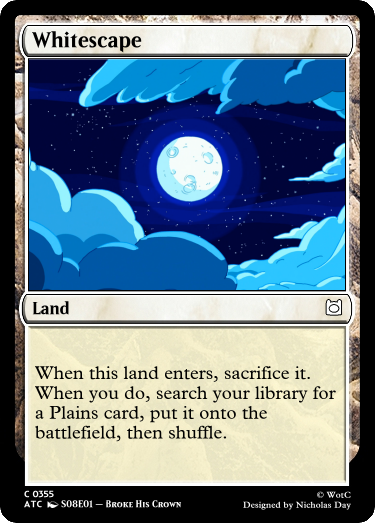 Whitescape
Land
When this land enters, sacrifice it.
When you do, search your library for
a Plains card, put it onto the
battlefield, then shuffle.
C 0355
ATC S08E01 – Broke His Crown
© WotC
Designed by Nicholas Day